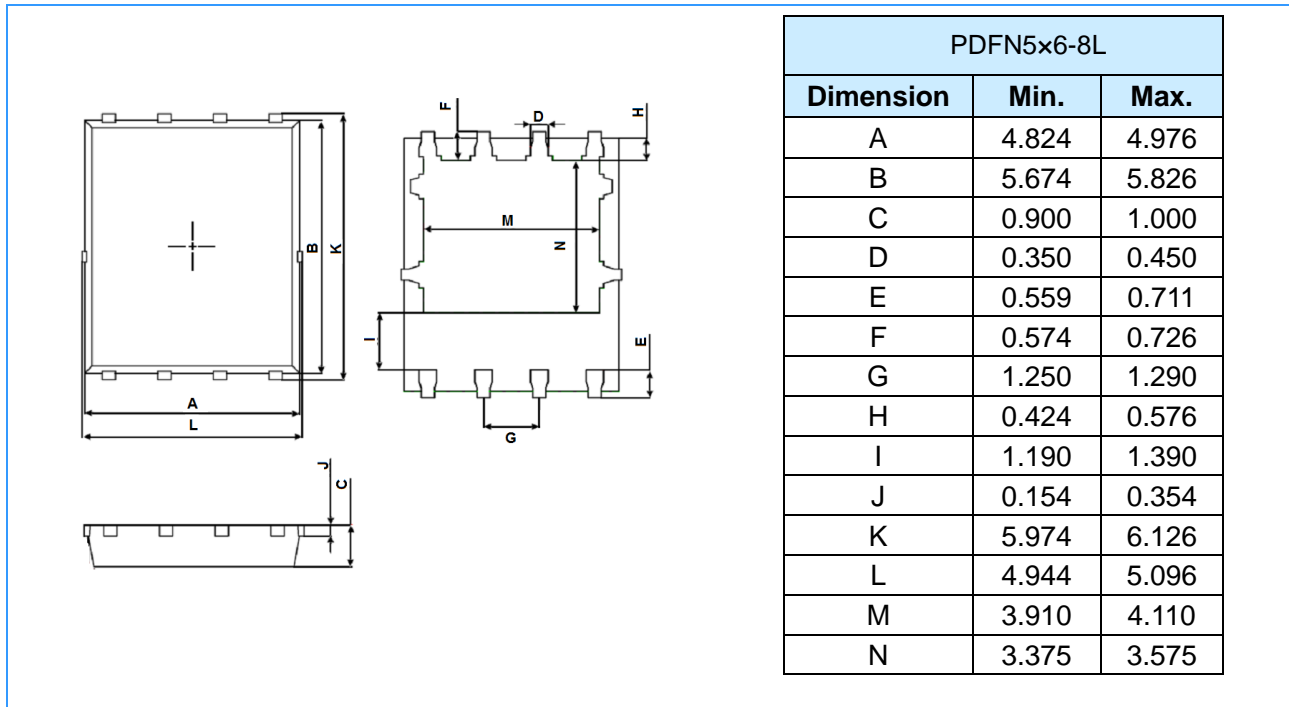 F
D
H
M
B
K
N
I
E
A
L
G
J
C
PDFN5×6-8L
Dimension Min. Max.
A 4.824 4.976
B 5.674 5.826
C 0.900 1.000
D 0.350 0.450
E 0.559 0.711
F 0.574 0.726
G 1.250 1.290
H 0.424 0.576
I 1.190 1.390
J 0.154 0.354
K 5.974 6.126
L 4.944 5.096
M 3.910 4.110
N 3.375 3.575